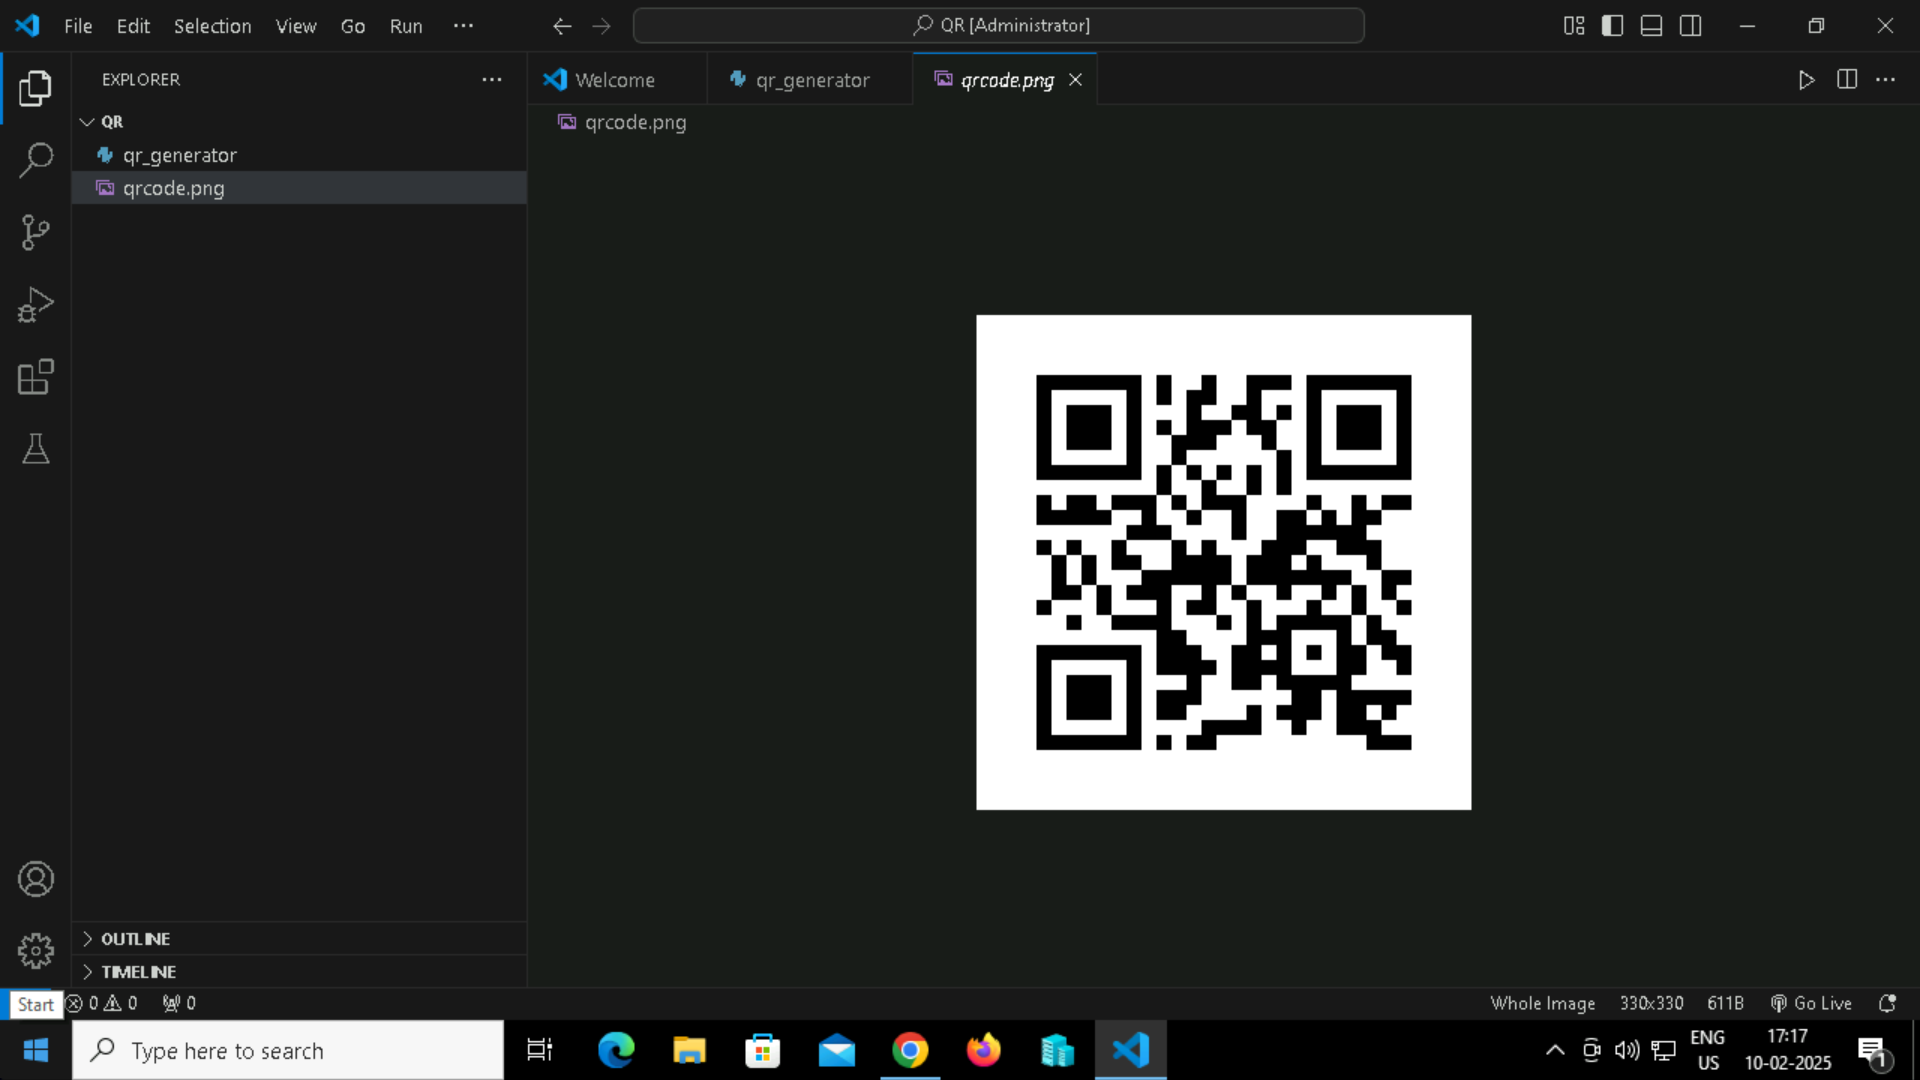 File Edit Selection View Go Run ···
QR [Administrator]
EXPLORER ···
Welcome qr_generator qrcode.png
QR
qrcode.png
qr_generator
qrcode.png
OUTLINE
TIMELINE
Start 0 0 0
Whole Image 330x330 611B Go Live
Type here to search
ENG
US
17:17
10-02-2025
1